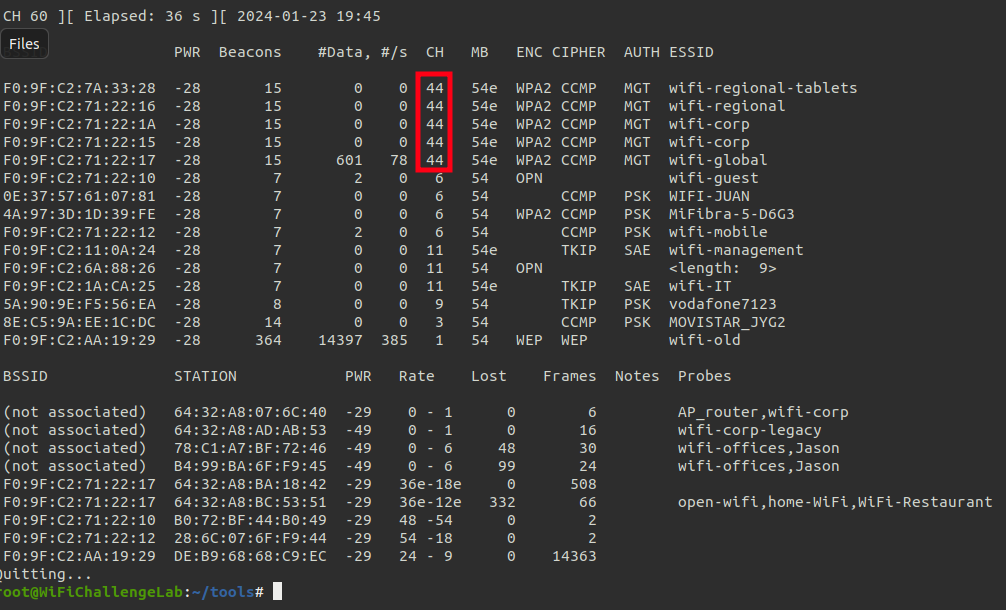 CH 60 ][ Elapsed: 36 s ][ 2024-01-23 19:45
Files
PWR Beacons #Data, #/s CH MB ENC CIPHER AUTH ESSID
F0:9F:C2:7A:33:28 -28 15 0 0 44 54e WPA2 CCMP MGT wifi-regional-tablets
F0:9F:C2:71:22:16 -28 15 0 0 44 54e WPA2 CCMP MGT wifi-regional
F0:9F:C2:71:22:1A -28 15 0 0 44 54e WPA2 CCMP MGT wifi-corp
F0:9F:C2:71:22:15 -28 15 0 0 44 54e WPA2 CCMP MGT wifi-corp
F0:9F:C2:71:22:17 -28 15 601 78 44 54e WPA2 CCMP MGT wifi-global
F0:9F:C2:71:22:10 -28 7 2 0 6 54 OPN wifi-guest
0E:37:57:61:07:81 -28 7 0 0 6 54 CCMP PSK WIFI-JUAN
4A:97:3D:1D:39:FE -28 7 0 0 6 54 WPA2 CCMP PSK MiFibra-5-D6G3
F0:9F:C2:71:22:12 -28 7 2 0 6 54 CCMP PSK wifi-mobile
F0:9F:C2:11:0A:24 -28 7 0 0 11 54e TKIP SAE wifi-management
F0:9F:C2:6A:88:26 -28 7 0 0 11 54 OPN <length: 9>
F0:9F:C2:1A:CA:25 -28 7 0 0 11 54e TKIP SAE wifi-IT
5A:90:9E:F5:56:EA -28 8 0 0 9 54 TKIP PSK vodafone7123
8E:C5:9A:EE:1C:DC -28 14 0 0 3 54 CCMP PSK MOVISTAR_JYG2
F0:9F:C2:AA:19:29 -28 364 14397 385 1 54 WEP WEP wifi-old
BSSID STATION PWR Rate Lost Frames Notes Probes
(not associated) 64:32:A8:07:6C:40 -29 0 - 1 0 6 AP_router,wifi-corp
(not associated) 64:32:A8:AD:AB:53 -49 0 - 1 0 16 wifi-corp-legacy
(not associated) 78:C1:A7:BF:72:46 -49 0 - 6 48 30 wifi-offices,Jason
(not associated) B4:99:BA:6F:F9:45 -49 0 - 6 99 24 wifi-offices,Jason
F0:9F:C2:71:22:17 64:32:A8:BA:18:42 -29 36e-18e 0 508
F0:9F:C2:71:22:17 64:32:A8:BC:53:51 -29 36e-12e 332 66 open-wifi,home-WiFi,WiFi-Restaurant
F0:9F:C2:71:22:10 B0:72:BF:44:B0:49 -29 48 -54 0 2
F0:9F:C2:71:22:12 28:6C:07:6F:F9:44 -29 54 -18 0 2
F0:9F:C2:AA:19:29 DE:B9:68:68:C9:EC -29 24 - 9 0 14363
Quitting...
root@WiFiChallengeLab:~/tools#